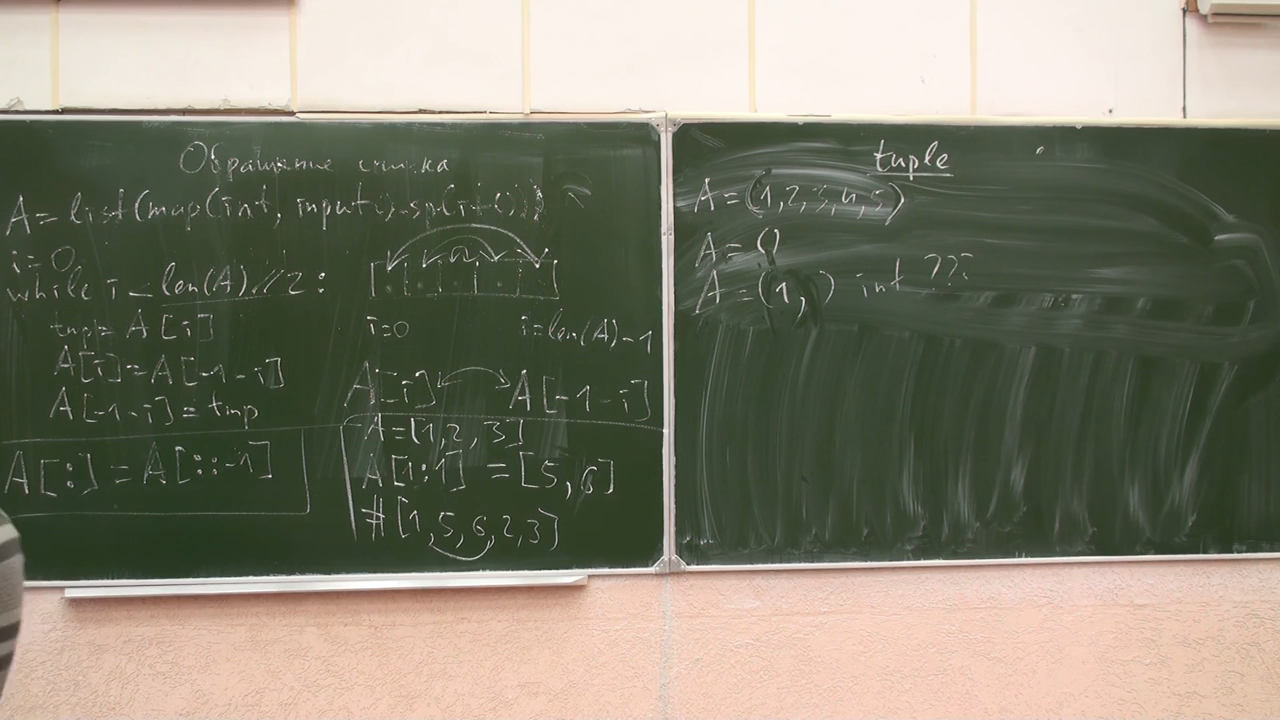 Обращение списка
A = list(map(int, input().split()))
i=0
while i _ len(A)//2:
tmp = A[i]
A[i]=A[-1-i]
A[-1-i]=tmp
A[:] = A[::-1]
i=0 i=len(A)-1
A[i] A[-1-i]
A=[1,2,3]
A[1:1] = [5,6]
#[1,5,6,2,3]
tuple
A=(1,2,3,4,5)
A=()
A=(1,) int ???